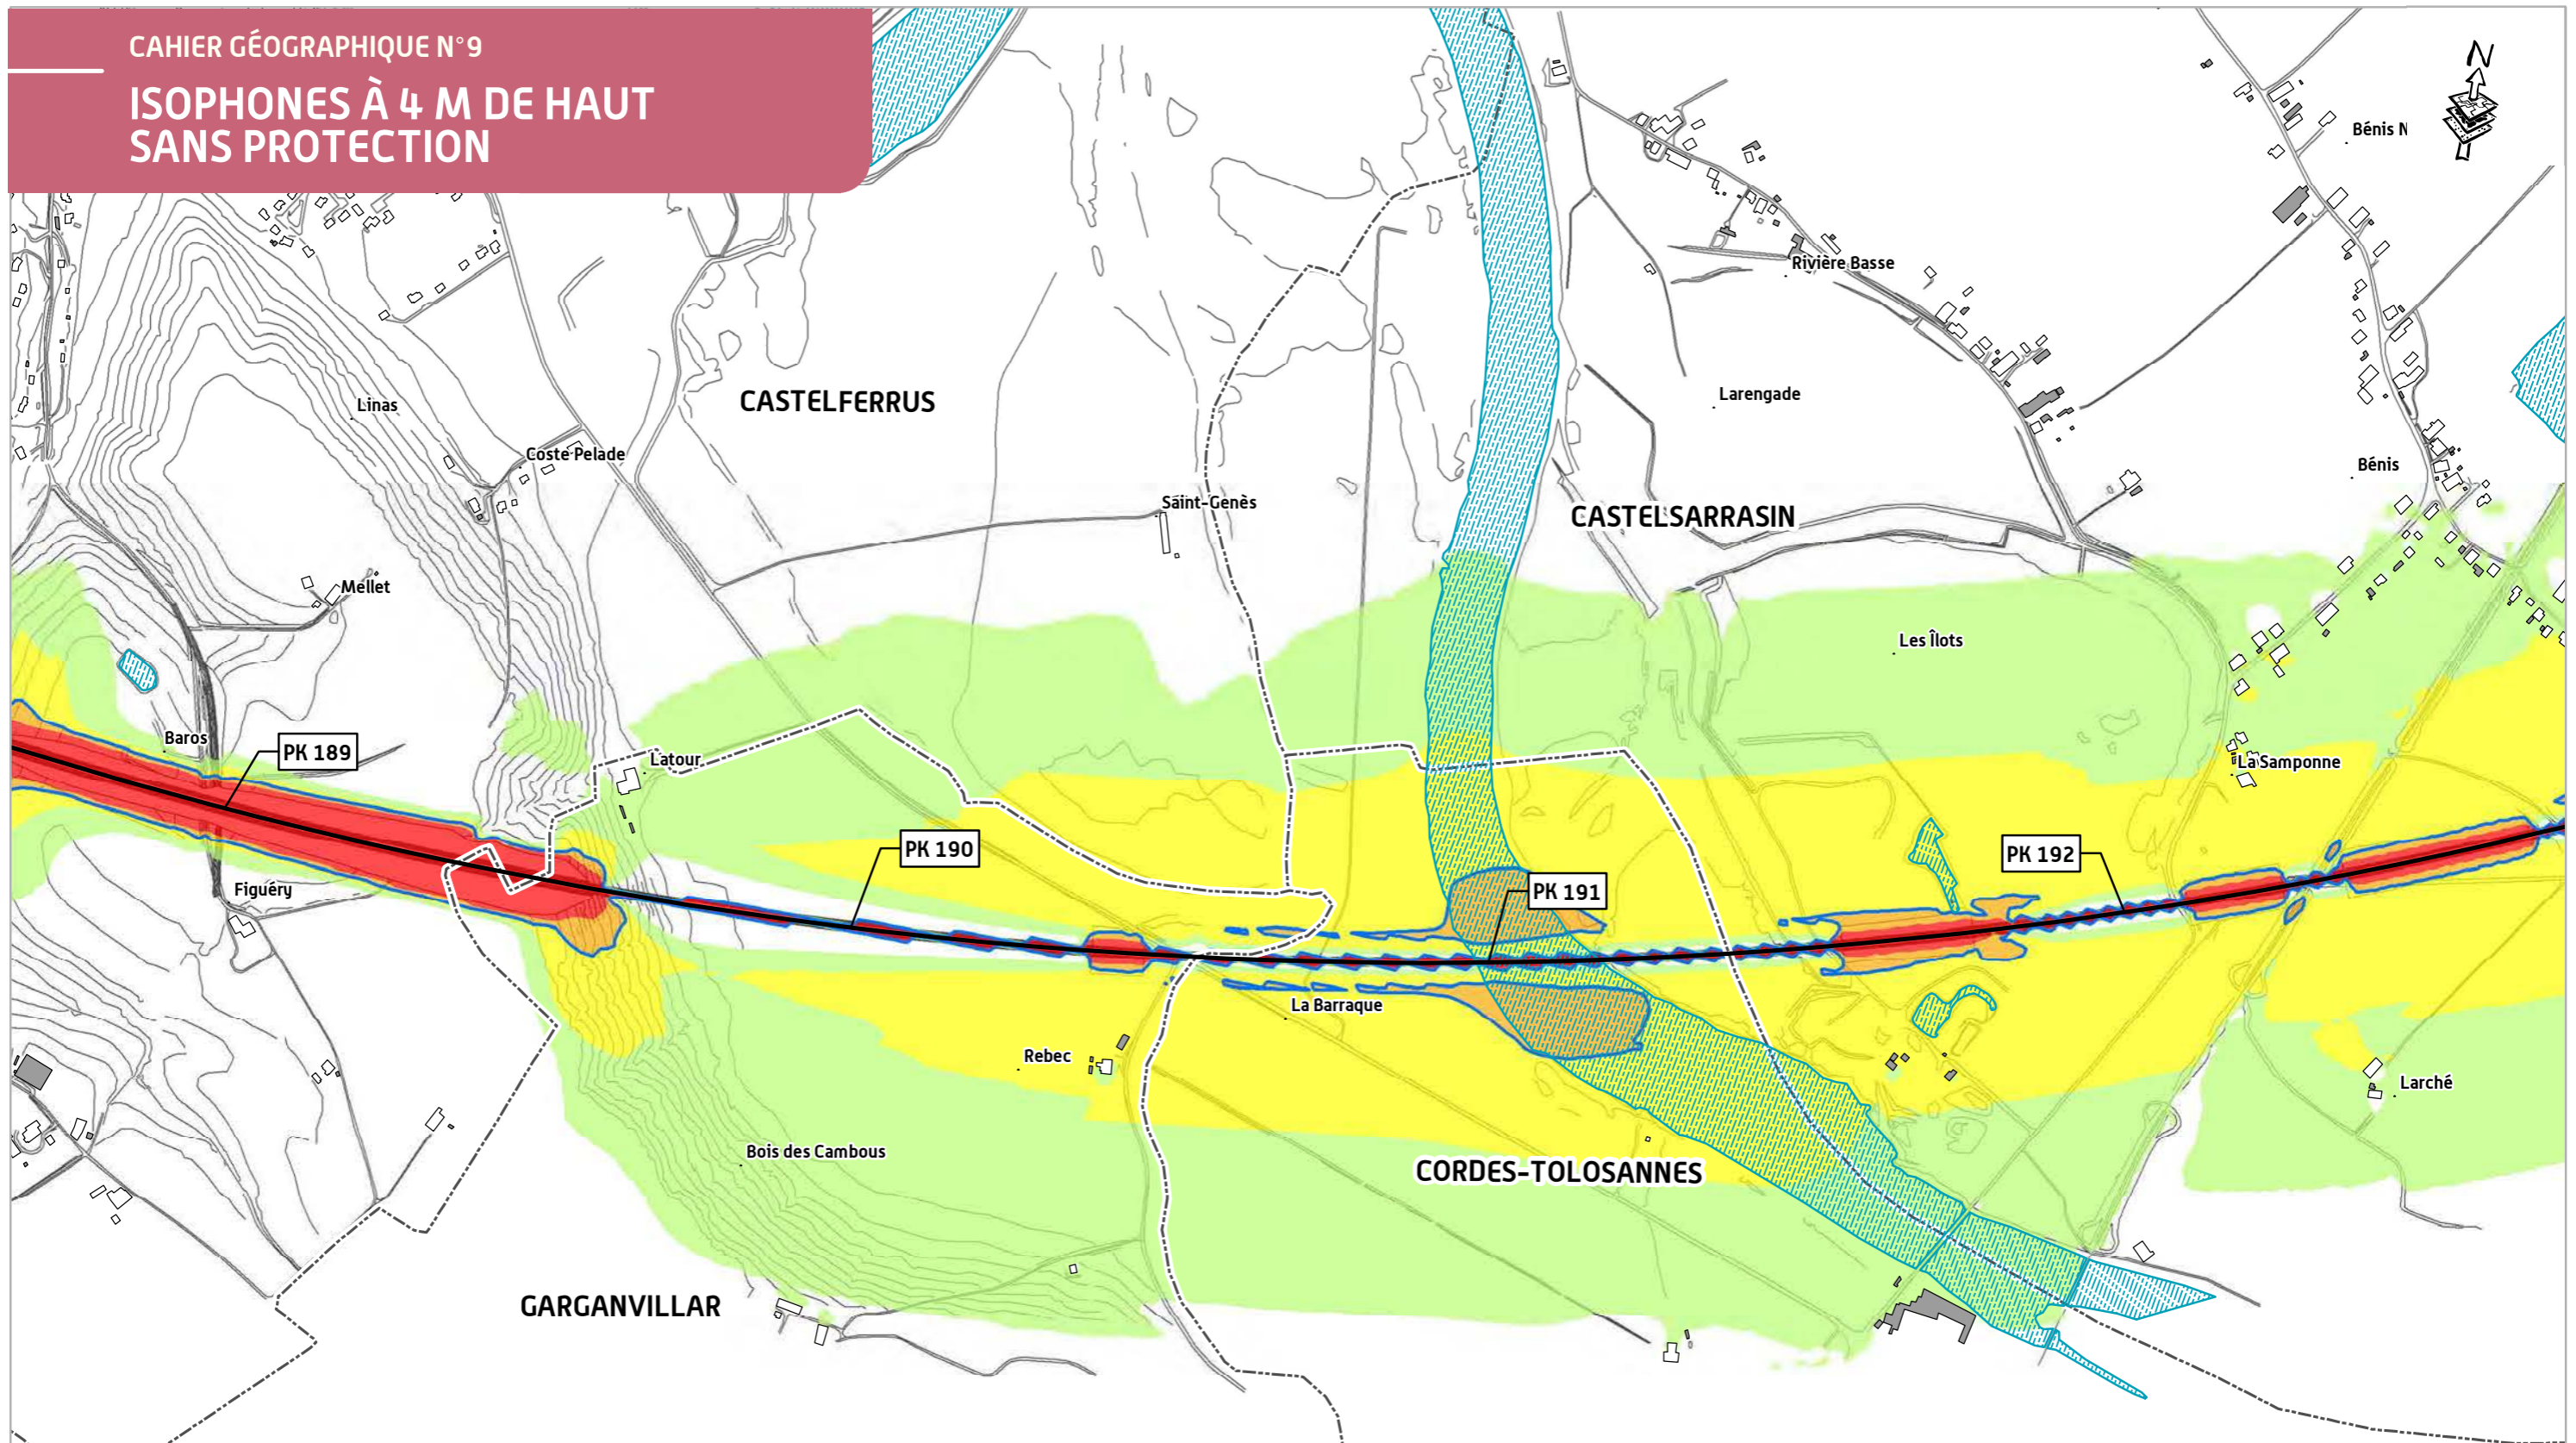 CAHIER GÉOGRAPHIQUE N°9
ISOPHONES À 4 M DE HAUT
SANS PROTECTION
N
Bénis N
Rivière Basse
Larengade
Linas
CASTELFERRUS
Coste Pelade
Bénis
Saint-Genès
CASTELSARRASIN
Mellet
Les Îlots
Baros
PK 189
Latour
La Samponne
PK 190
PK 192
Figuéry
PK 191
La Barraque
Rebec
Larché
Bois des Cambous
CORDES-TOLOSANNES
GARGANVILLAR